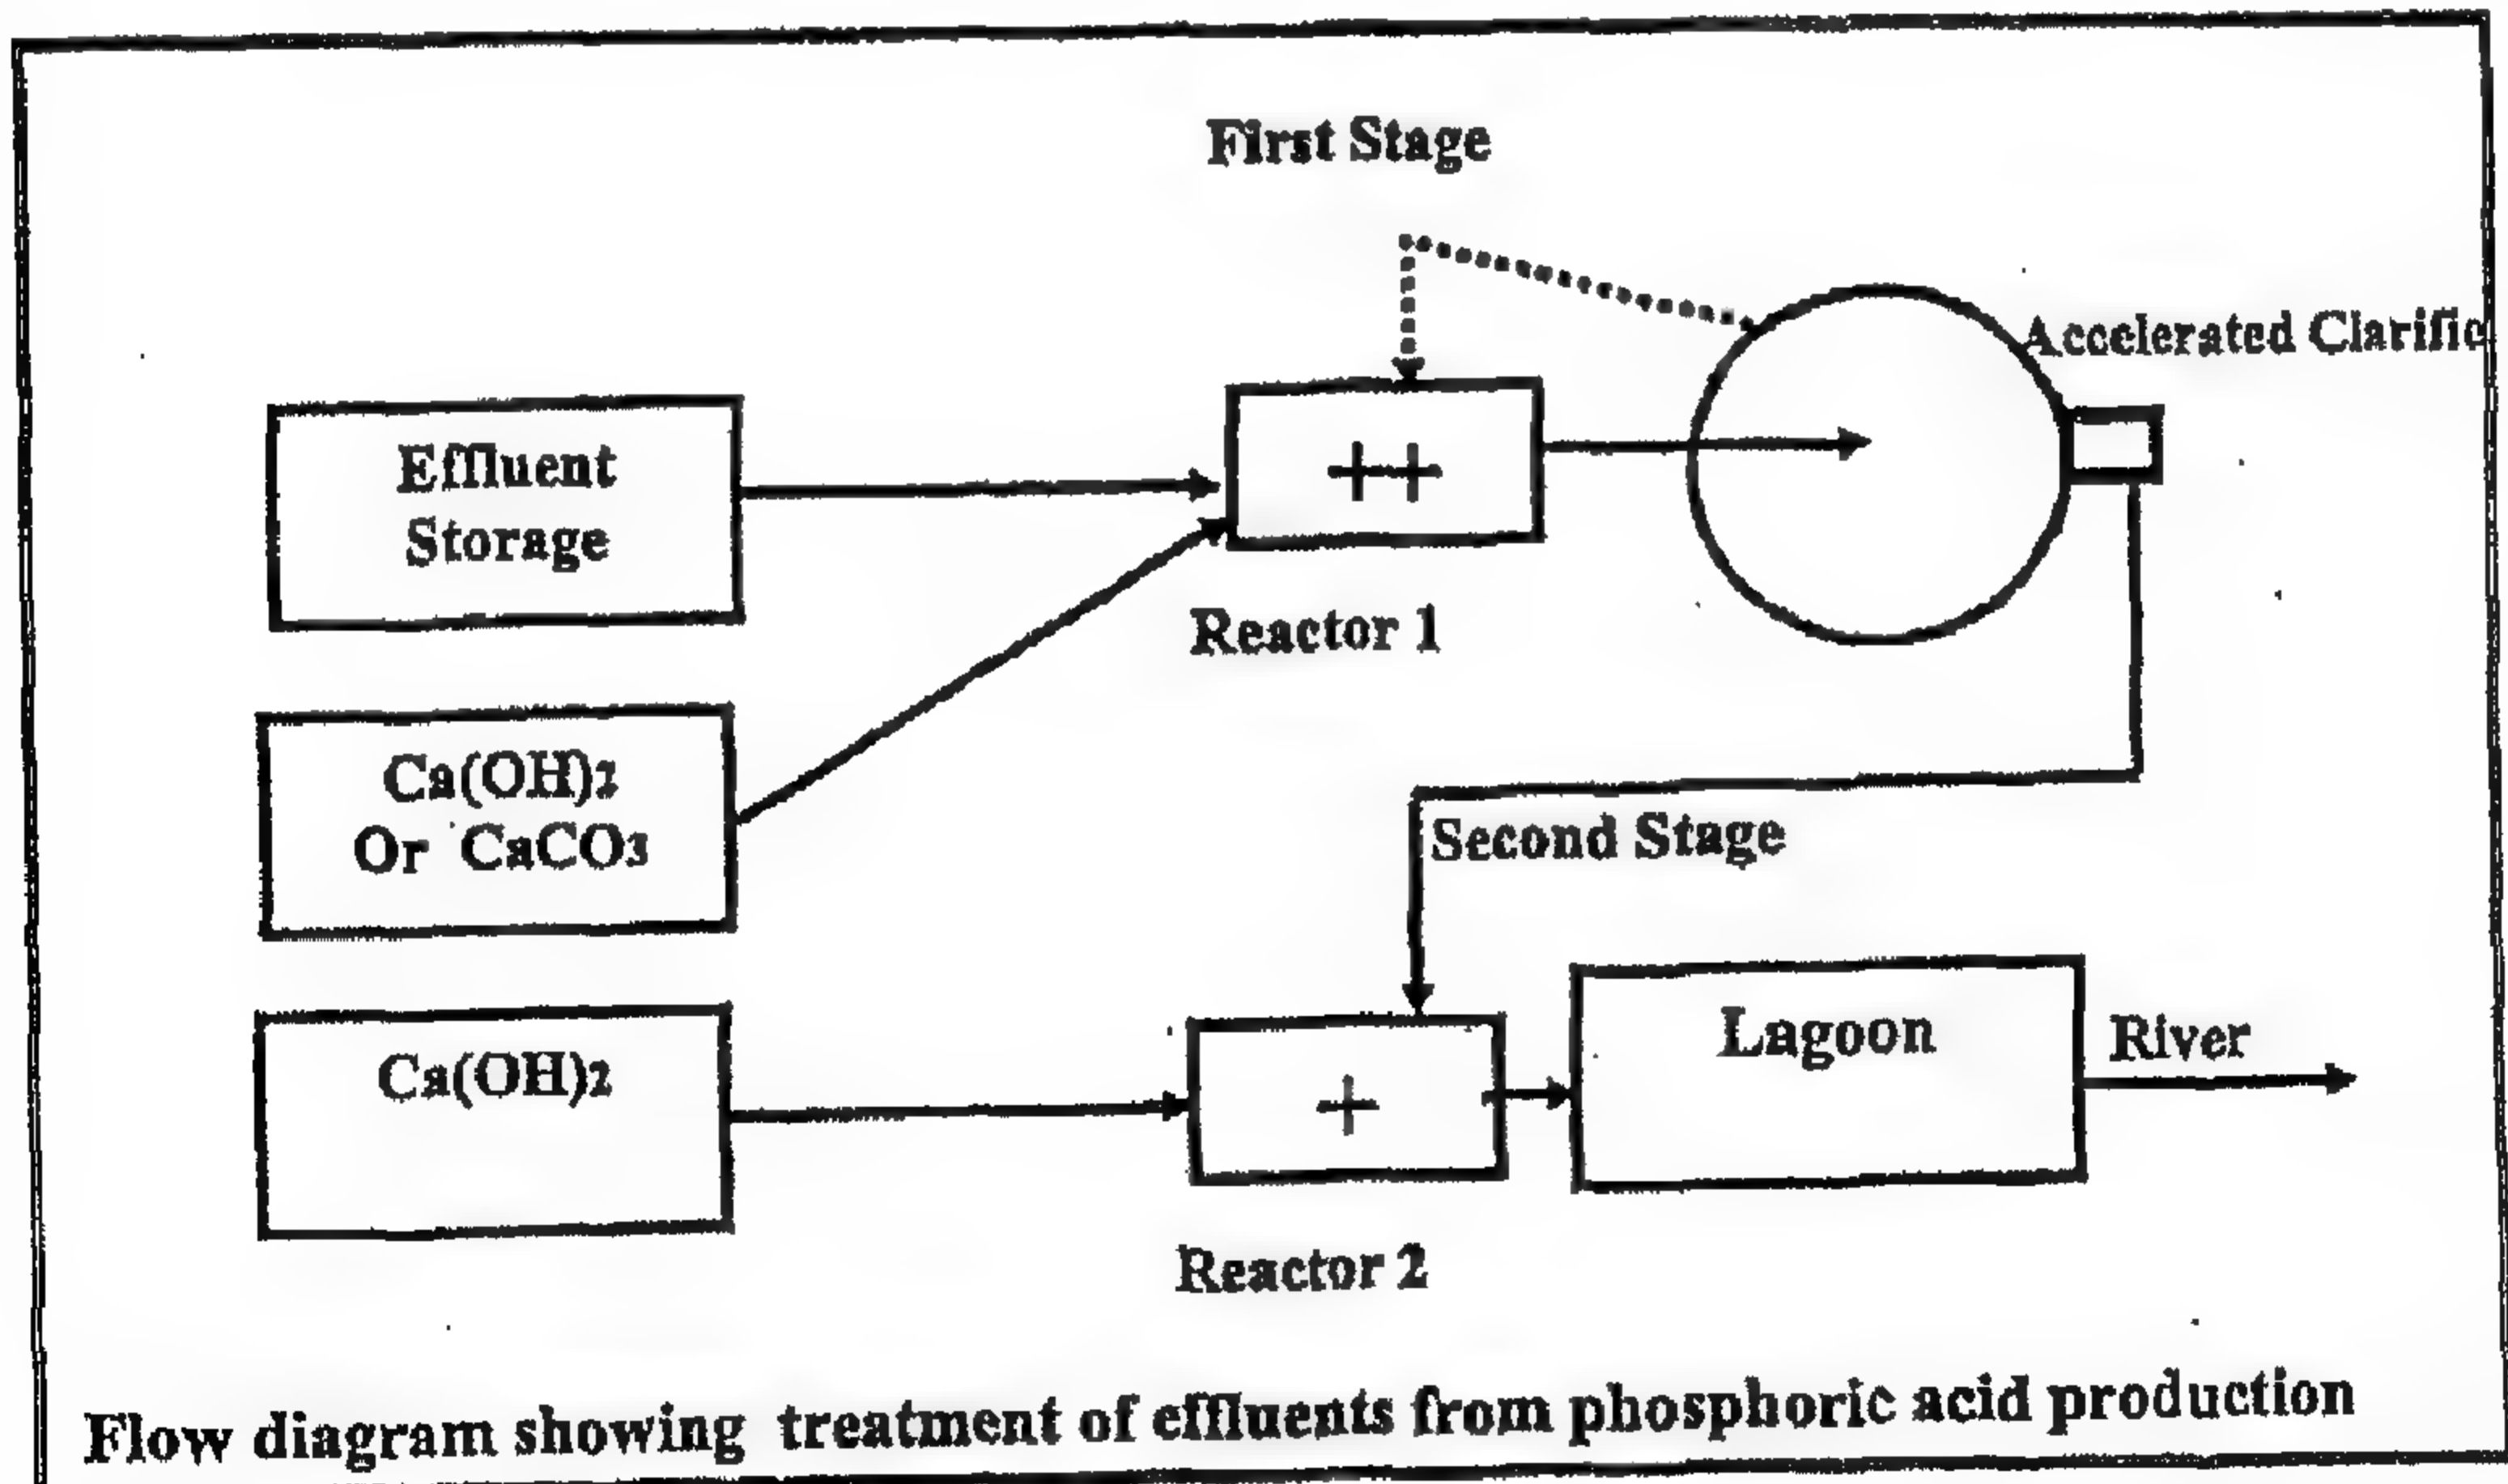 First Stage
Accelerated Clarific
Effluent
Storage
++
Reactor 1
Ca(OH)2
Or CaCO3
Second Stage
Ca(OH)2
+
Lagoon
River
Reactor 2
Flow diagram showing treatment of effluents from phosphoric acid production